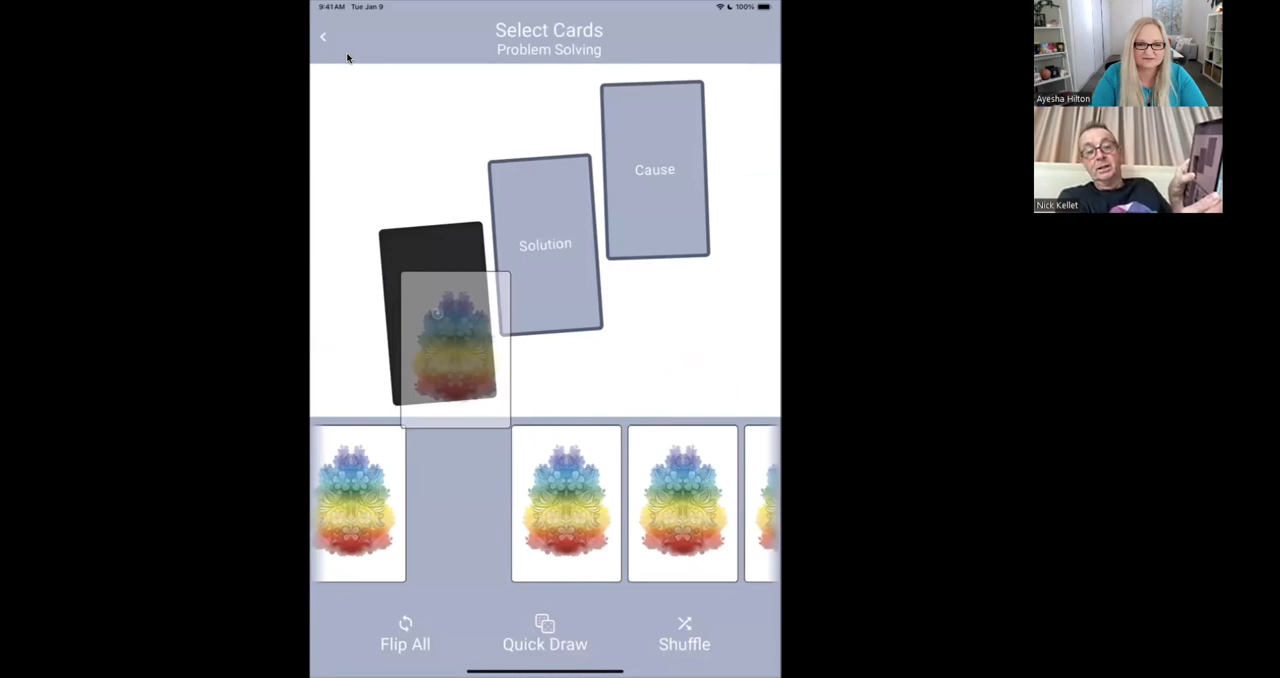 9:41 AM Tue Jan 9
100%
Select Cards
Problem Solving
Cause
Solution
Flip All
Quick Draw
Shuffle
Ayesha Hilton
Nick Kellet